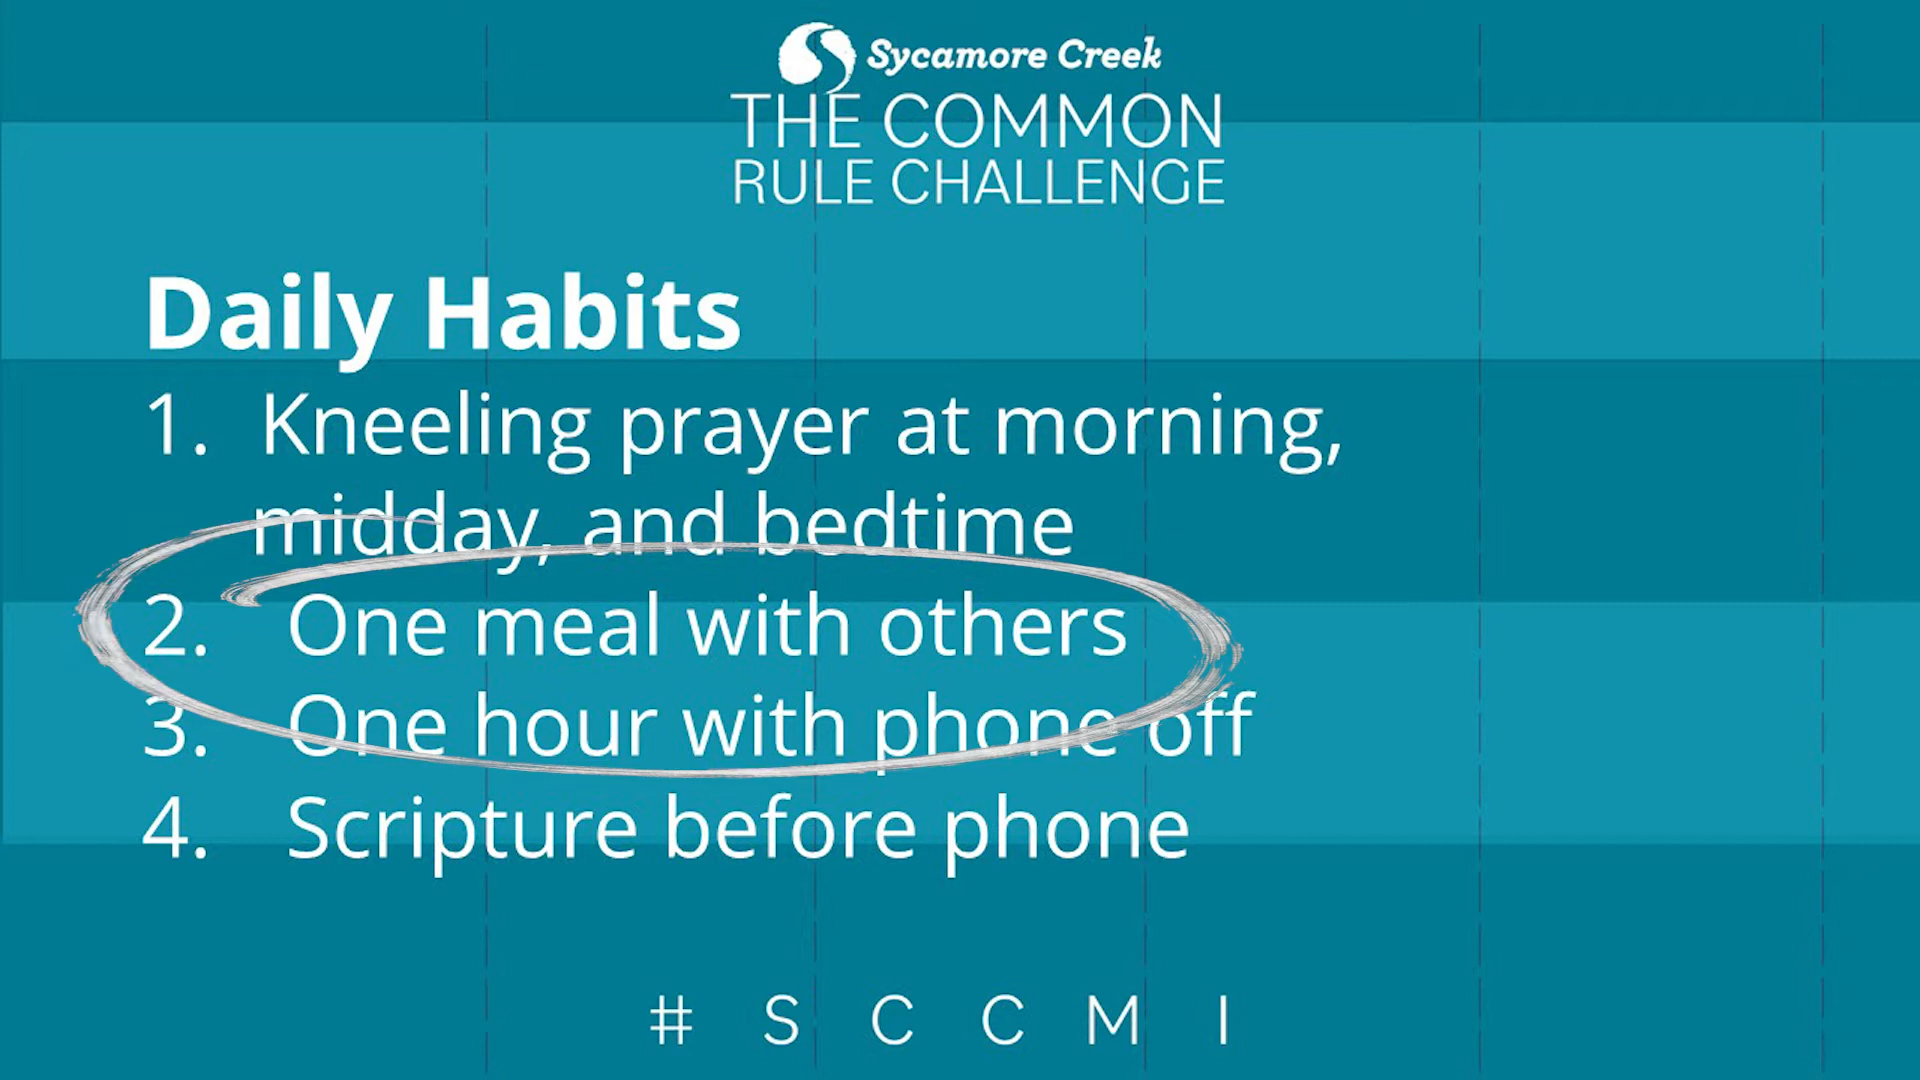 Sycamore Creek
THE COMMON
RULE CHALLENGE
Daily Habits
1. Kneeling prayer at morning,
midday, and bedtime
2. One meal with others
3. One hour with phone off
4. Scripture before phone
# S C C M I